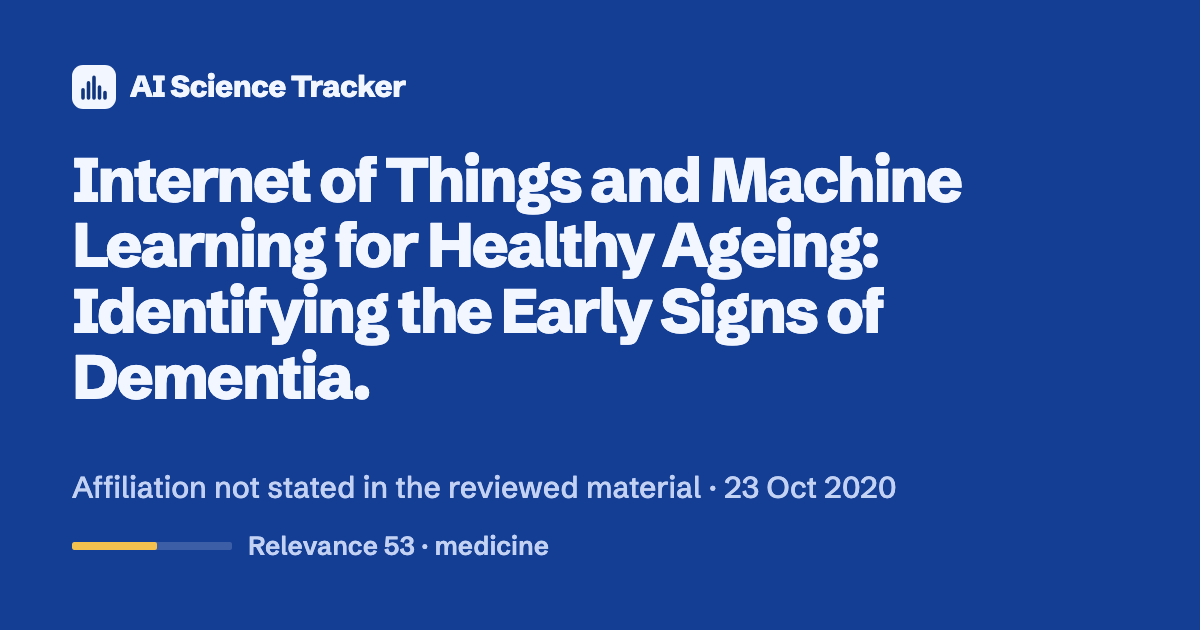 AI Science Tracker
Internet of Things and Machine
Learning for Healthy Ageing:
Identifying the Early Signs of
Dementia.
Affiliation not stated in the reviewed material · 23 Oct 2020
Relevance 53 · medicine